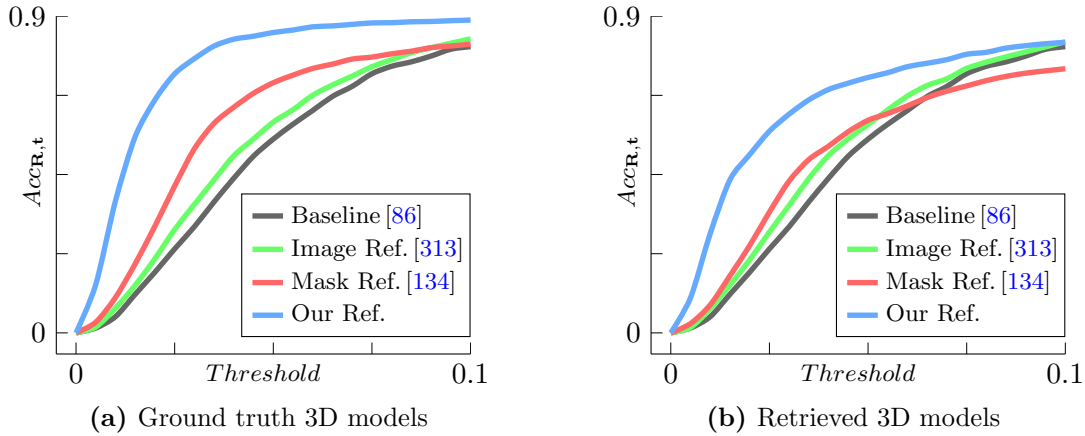 0.9
Acc_{R,t}
0
Baseline [86]
Image Ref. [313]
Mask Ref. [134]
Our Ref.
0
Threshold
0.1
(a) Ground truth 3D models
0.9
Acc_{R,t}
0
Baseline [86]
Image Ref. [313]
Mask Ref. [134]
Our Ref.
0
Threshold
0.1
(b) Retrieved 3D models